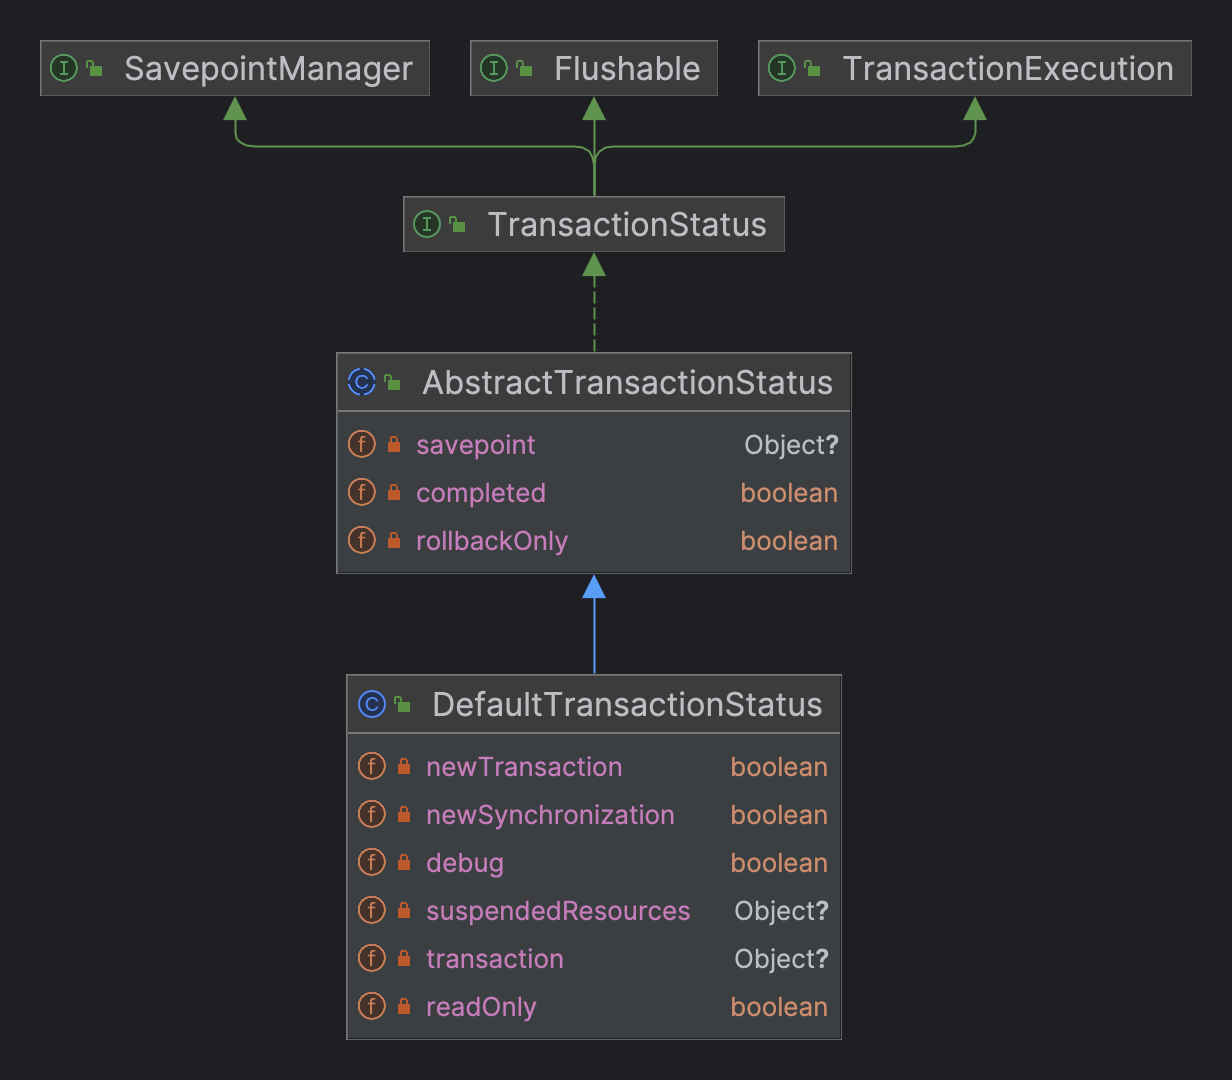 SavepointManager
Flushable
TransactionExecution
TransactionStatus
AbstractTransactionStatus
savepoint Object?
completed boolean
rollbackOnly boolean
DefaultTransactionStatus
newTransaction boolean
newSynchronization boolean
debug boolean
suspendedResources Object?
transaction Object?
readOnly boolean